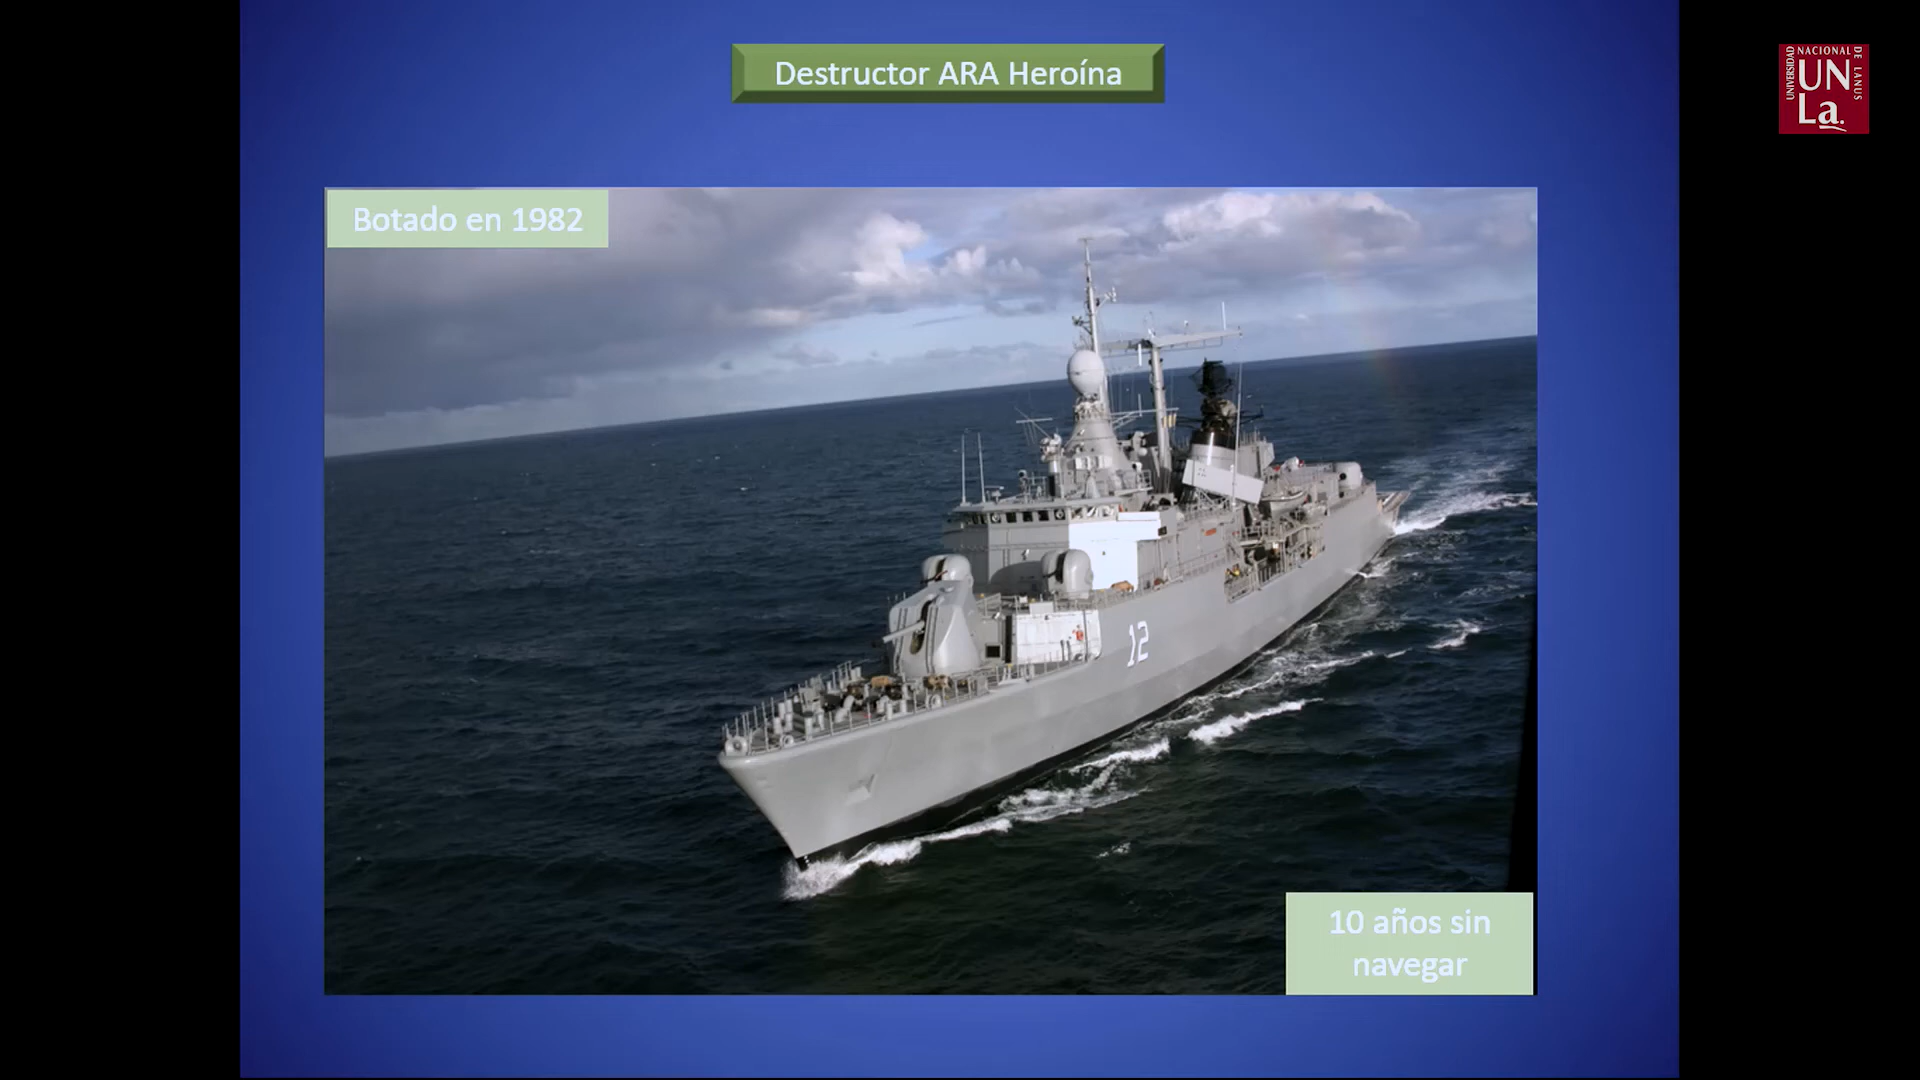 Destructor ARA Heroína
UNIVERSIDAD NACIONAL DE LANUS
UN
La.
Botado en 1982
12
10 años sin
navegar